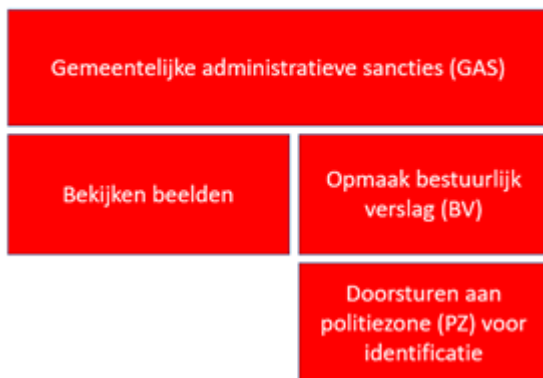 Gemeentelijke administratieve sancties (GAS)
Bekijken beelden
Opmaak bestuurlijk
verslag (BV)
Doorsturen aan
politiezone (PZ) voor
identificatie